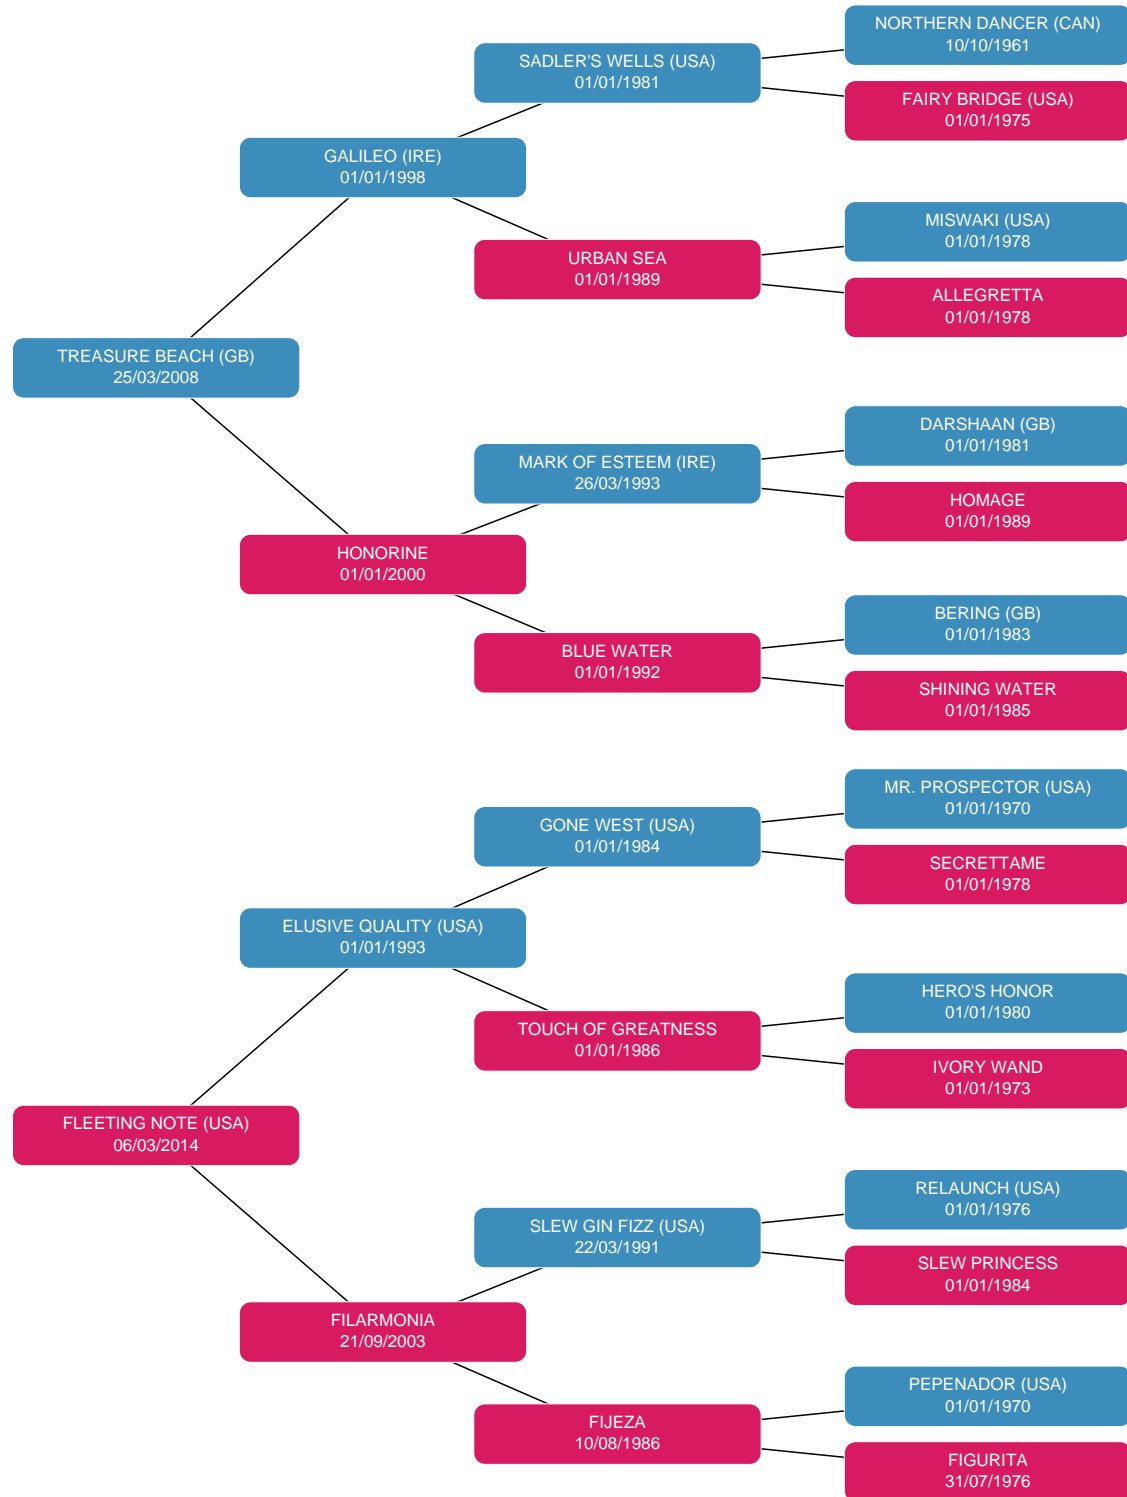 NORTHERN DANCER (CAN)
10/10/1961
SADLER'S WELLS (USA)
01/01/1981
FAIRY BRIDGE (USA)
01/01/1975
GALILEO (IRE)
01/01/1998
MISWAKI (USA)
01/01/1978
URBAN SEA
01/01/1989
ALLEGRETTA
01/01/1978
TREASURE BEACH (GB)
25/03/2008
DARSHAAN (GB)
01/01/1981
MARK OF ESTEEM (IRE)
26/03/1993
HOMAGE
01/01/1989
HONORINE
01/01/2000
BERING (GB)
01/01/1983
BLUE WATER
01/01/1992
SHINING WATER
01/01/1985
MR. PROSPECTOR (USA)
01/01/1970
GONE WEST (USA)
01/01/1984
SECRETTAME
01/01/1978
ELUSIVE QUALITY (USA)
01/01/1993
HERO'S HONOR
01/01/1980
TOUCH OF GREATNESS
01/01/1986
IVORY WAND
01/01/1973
FLEETING NOTE (USA)
06/03/2014
RELAUNCH (USA)
01/01/1976
SLEW GIN FIZZ (USA)
22/03/1991
SLEW PRINCESS
01/01/1984
FILARMONIA
21/09/2003
PEPENADOR (USA)
01/01/1970
FIJEZA
10/08/1986
FIGURITA
31/07/1976